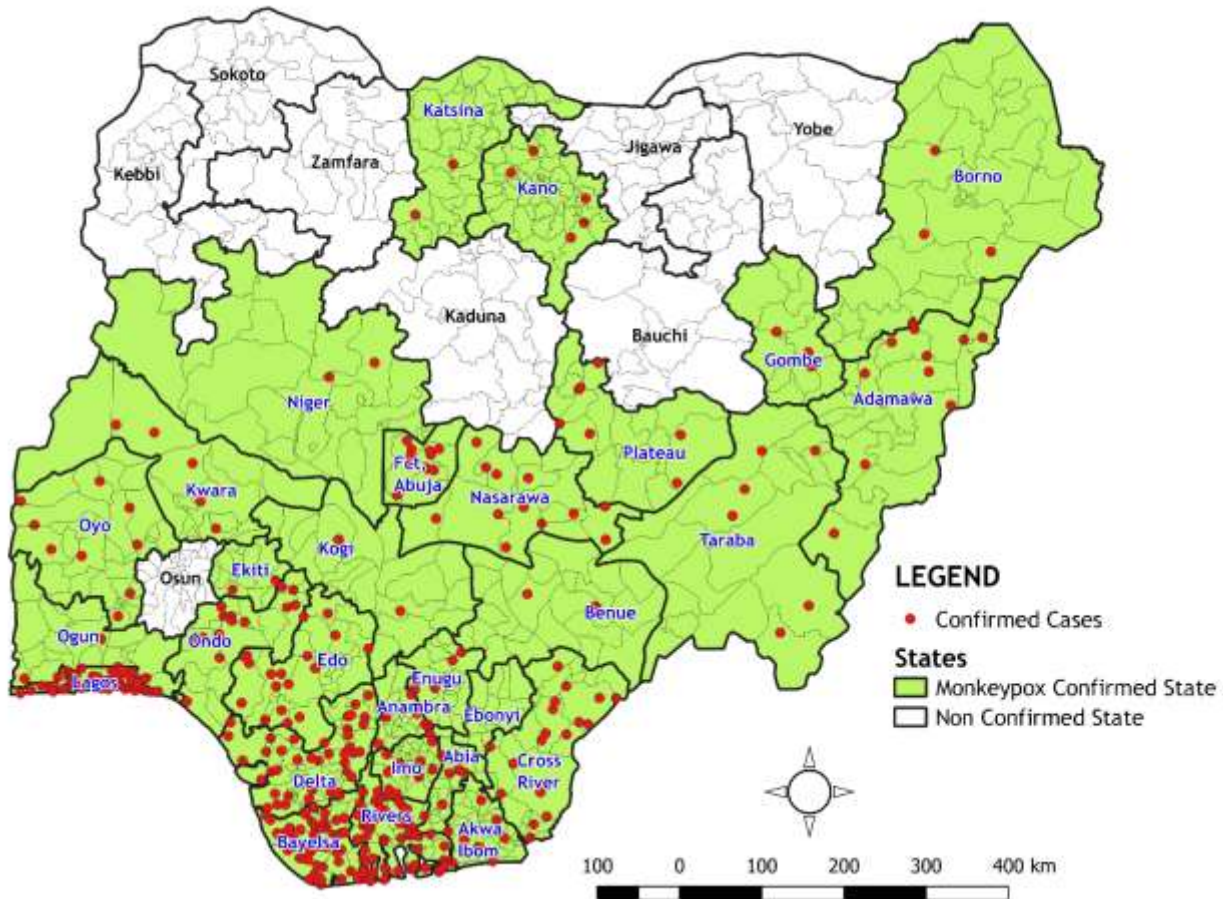 Sokoto
Katsina
Yobe
Kebbi
Zamfara
Jigawa
Kano
Borno
Kaduna
Bauchi
Gombe
Niger
Adamawa
Plateau
Fct,
Abuja
Kwara
Nasarawa
Oyo
Kogi
Taraba
Osun
Ekiti
Benue
Ogun
Ondo
Edo
Lagos
Enugu
Anambra
Ebonyi
Abia
Imo
Cross
River
Delta
Rivers
Akwa
Ibom
Bayelsa
LEGEND
Confirmed Cases
States
Monkeypox Confirmed State
Non Confirmed State
100 0 100 200 300 400 km